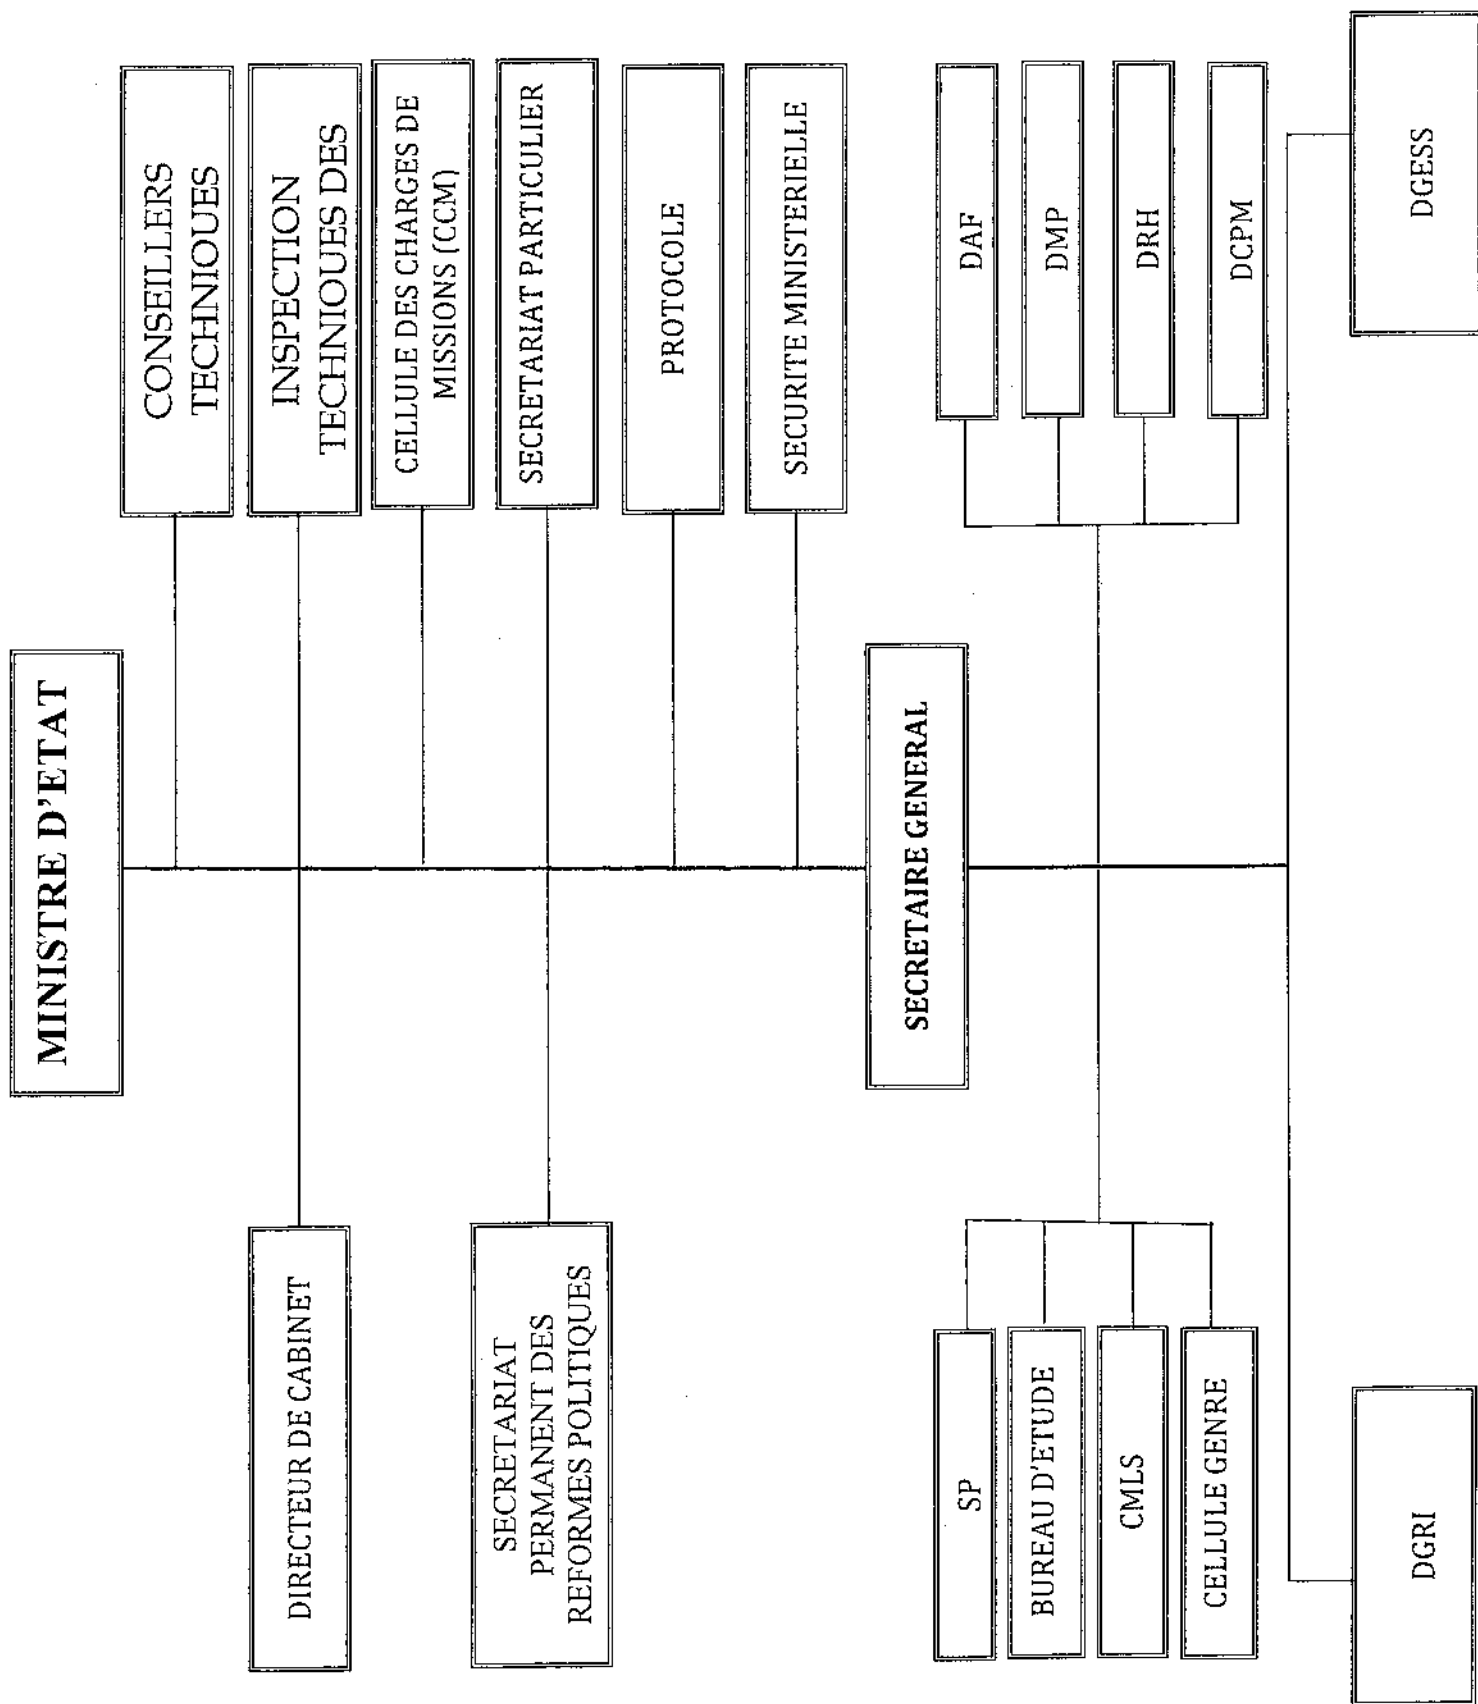 MINISTRE D'ETAT
CONSEILLERS
TECHNIQUES
DIRECTEUR DE CABINET
INSPECTION
TECHNIQUES DES
CELLULE DES CHARGES DE
MISSIONS (CCM)
SECRETARIAT
PERMANENT DES
REFORMES POLITIQUES
SECRETARIAT PARTICULIER
PROTOCOLE
SECURITE MINISTERIELLE
SECRETAIRE GENERAL
SP
BUREAU D'ETUDE
CMLS
CELLULE GENRE
DAF
DMP
DRH
DCPM
DGRI
DGESS